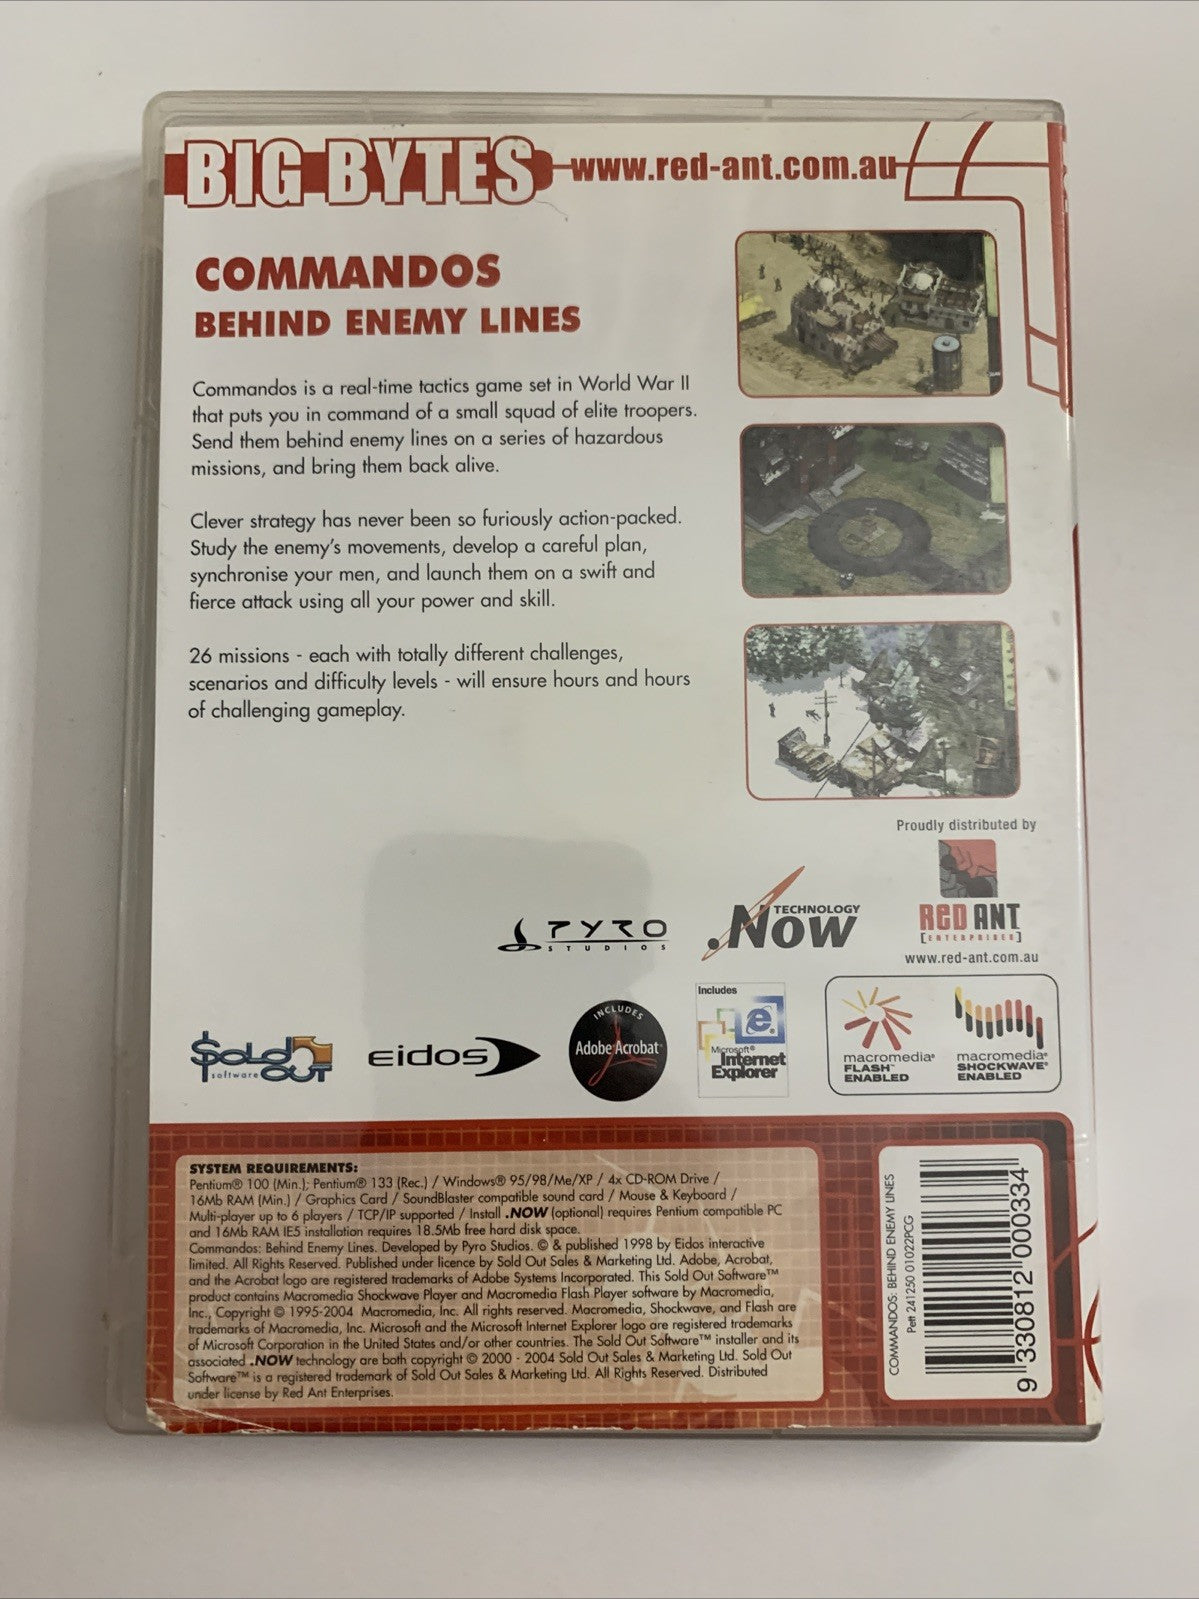 BIG BYTES www.red-ant.com.au
COMMANDOS
BEHIND ENEMY LINES
Commandos is a real-time tactics game set in World War II
that puts you in command of a small squad of elite troopers.
Send them behind enemy lines on a series of hazardous
missions, and bring them back alive.
Clever strategy has never been so furiously action-packed.
Study the enemy's movements, develop a careful plan,
synchronise your men, and launch them on a swift and
fierce attack using all your power and skill.
26 missions - each with totally different challenges,
scenarios and difficulty levels - will ensure hours and hours
of challenging gameplay.
Proudly distributed by
RED ANT
[ENTERPRISES]
www.red-ant.com.au
PYRO
STUDIOS
TECHNOLOGY
.NOW
Sold
Out
software
eidos
INCLUDES
Adobe Acrobat
Includes
Microsoft®
Internet
Explorer
macromedia®
FLASH™
ENABLED
macromedia®
SHOCKWAVE®
ENABLED
SYSTEM REQUIREMENTS:
Pentium® 100 (Min.); Pentium® 133 (Rec.) / Windows® 95/98/Me/XP / 4x CD-ROM Drive /
16Mb RAM (Min.) / Graphics Card / SoundBlaster compatible sound card / Mouse & Keyboard /
Multi-player up to 6 players / TCP/IP supported / Install .NOW (optional) requires Pentium compatible PC
and 16Mb RAM IE5 installation requires 18.5Mb free hard disk space.
Commandos: Behind Enemy Lines. Developed by Pyro Studios. © & published 1998 by Eidos interactive
limited. All Rights Reserved. Published under licence by Sold Out Sales & Marketing Ltd. Adobe, Acrobat,
and the Acrobat logo are registered trademarks of Adobe Systems Incorporated. This Sold Out Software™
product contains Macromedia Shockwave Player and Macromedia Flash Player software by Macromedia,
Inc., Copyright © 1995-2004 Macromedia, Inc. All rights reserved. Macromedia, Shockwave, and Flash are
trademarks of Macromedia, Inc. Microsoft and the Microsoft Internet Explorer logo are registered trademarks
of Microsoft Corporation in the United States and/or other countries. The Sold Out Software™ installer and its
associated .NOW technology are both copyright © 2000 - 2004 Sold Out Sales & Marketing Ltd. Sold Out
Software™ is a registered trademark of Sold Out Sales & Marketing Ltd. All Rights Reserved. Distributed
under license by Red Ant Enterprises.
COMMANDOS: BEHIND ENEMY LINES
Pett 241250 01022PCG
9 330812 000334